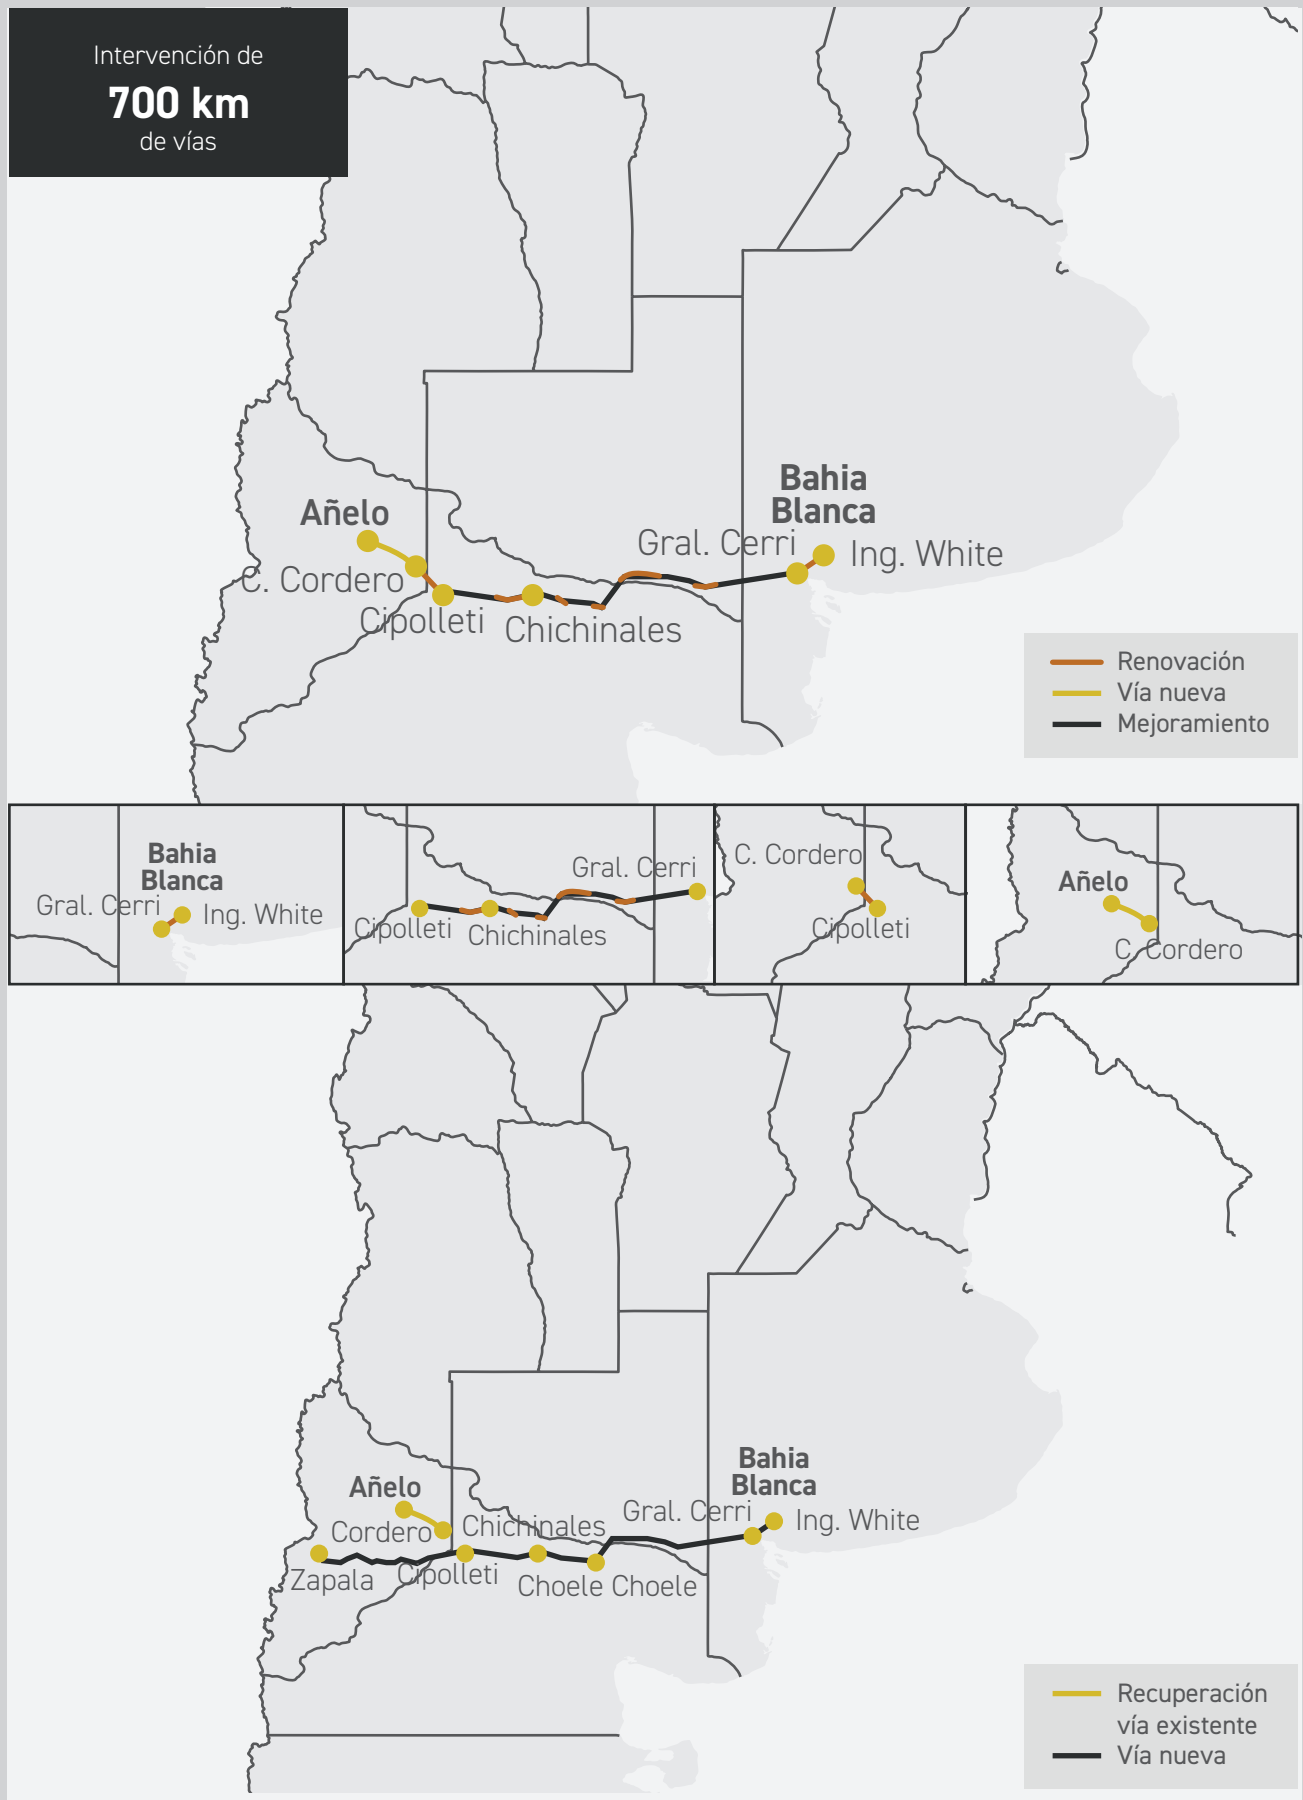 Intervención de
700 km
de vías
Bahia
Blanca
Añelo
Gral. Cerri
Ing. White
C. Cordero
Cipolleti
Chichinales
Renovación
Vía nueva
Mejoramiento
Bahia
Blanca
Gral. Cerri
Ing. White
Gral. Cerri
Cipolleti
Chichinales
C. Cordero
Cipolleti
Añelo
C. Cordero
Bahia
Blanca
Añelo
Gral. Cerri
Ing. White
Cordero
Chichinales
Zapala
Cipolleti
Choele Choele
Recuperación
vía existente
Vía nueva